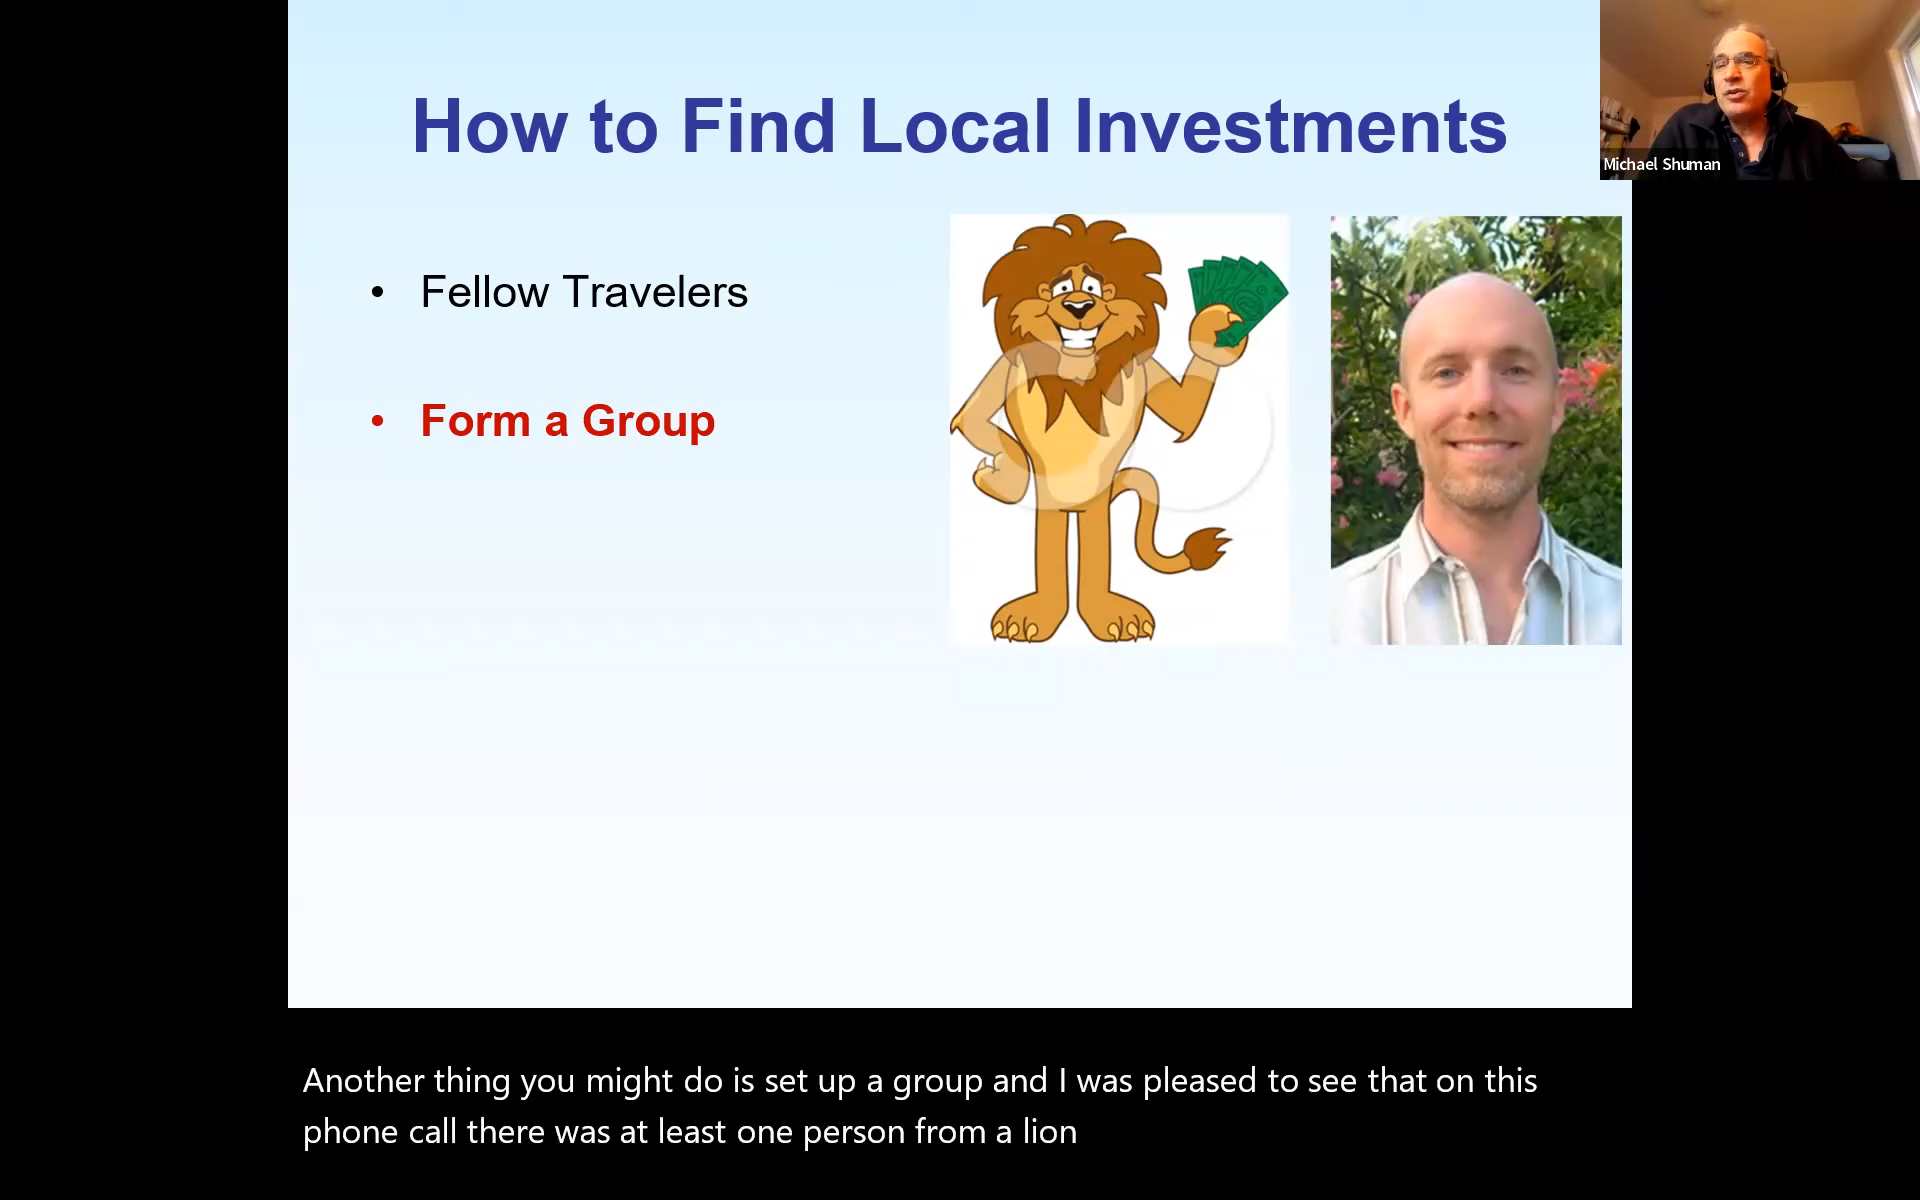 How to Find Local Investments
Michael Shuman
• Fellow Travelers
• Form a Group
Another thing you might do is set up a group and I was pleased to see that on this
phone call there was at least one person from a lion